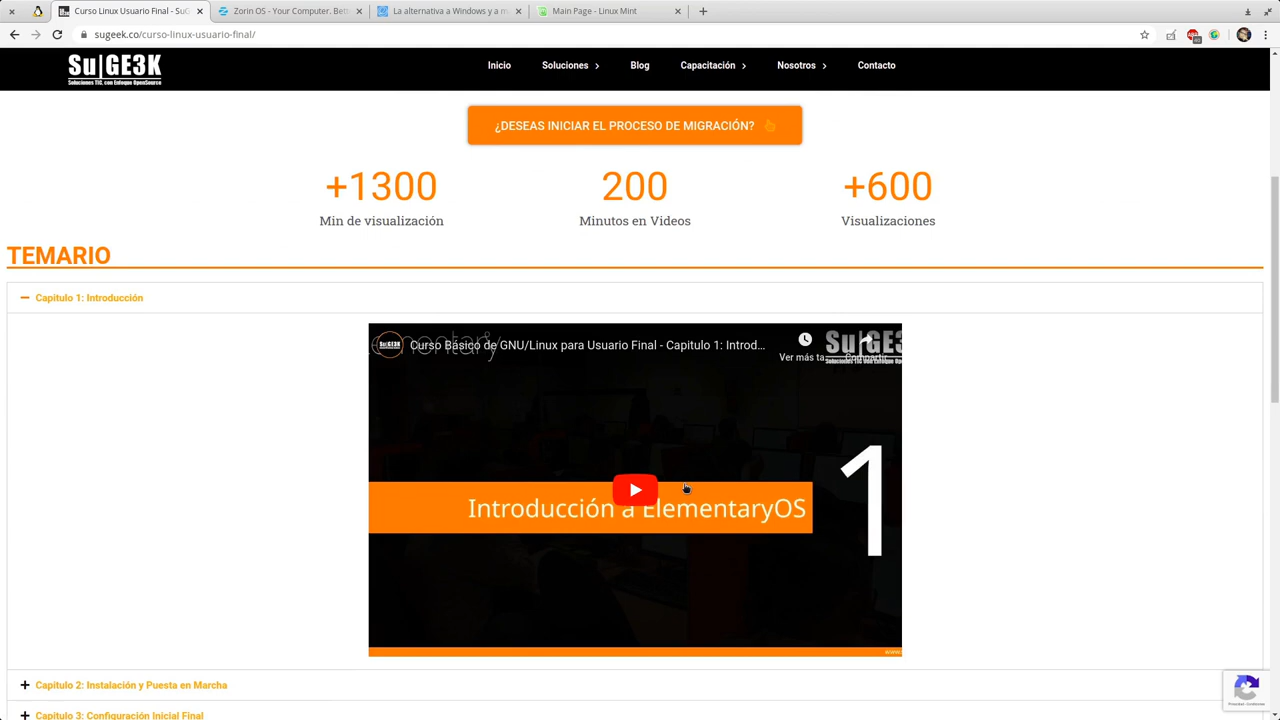 Curso Linux Usuario Final - SuG
Zorin OS - Your Computer. Bett
La alternativa a Windows y a m
Main Page - Linux Mint
sugeek.co/curso-linux-usuario-final/
Su|GE3K
Soluciones TIC. con Enfoque OpenSource
Inicio
Soluciones
Blog
Capacitación
Nosotros
Contacto
¿DESEAS INICIAR EL PROCESO DE MIGRACIÓN?
+1300
200
+600
Min de visualización
Minutos en Videos
Visualizaciones
TEMARIO
Capitulo 1: Introducción
Curso Básico de GNU/Linux para Usuario Final - Capitulo 1: Introd...
Ver más ta...
Compartir
Su|GE3
Introducción a ElementaryOS
1
Capitulo 2: Instalación y Puesta en Marcha
Capitulo 3: Configuración Inicial Final